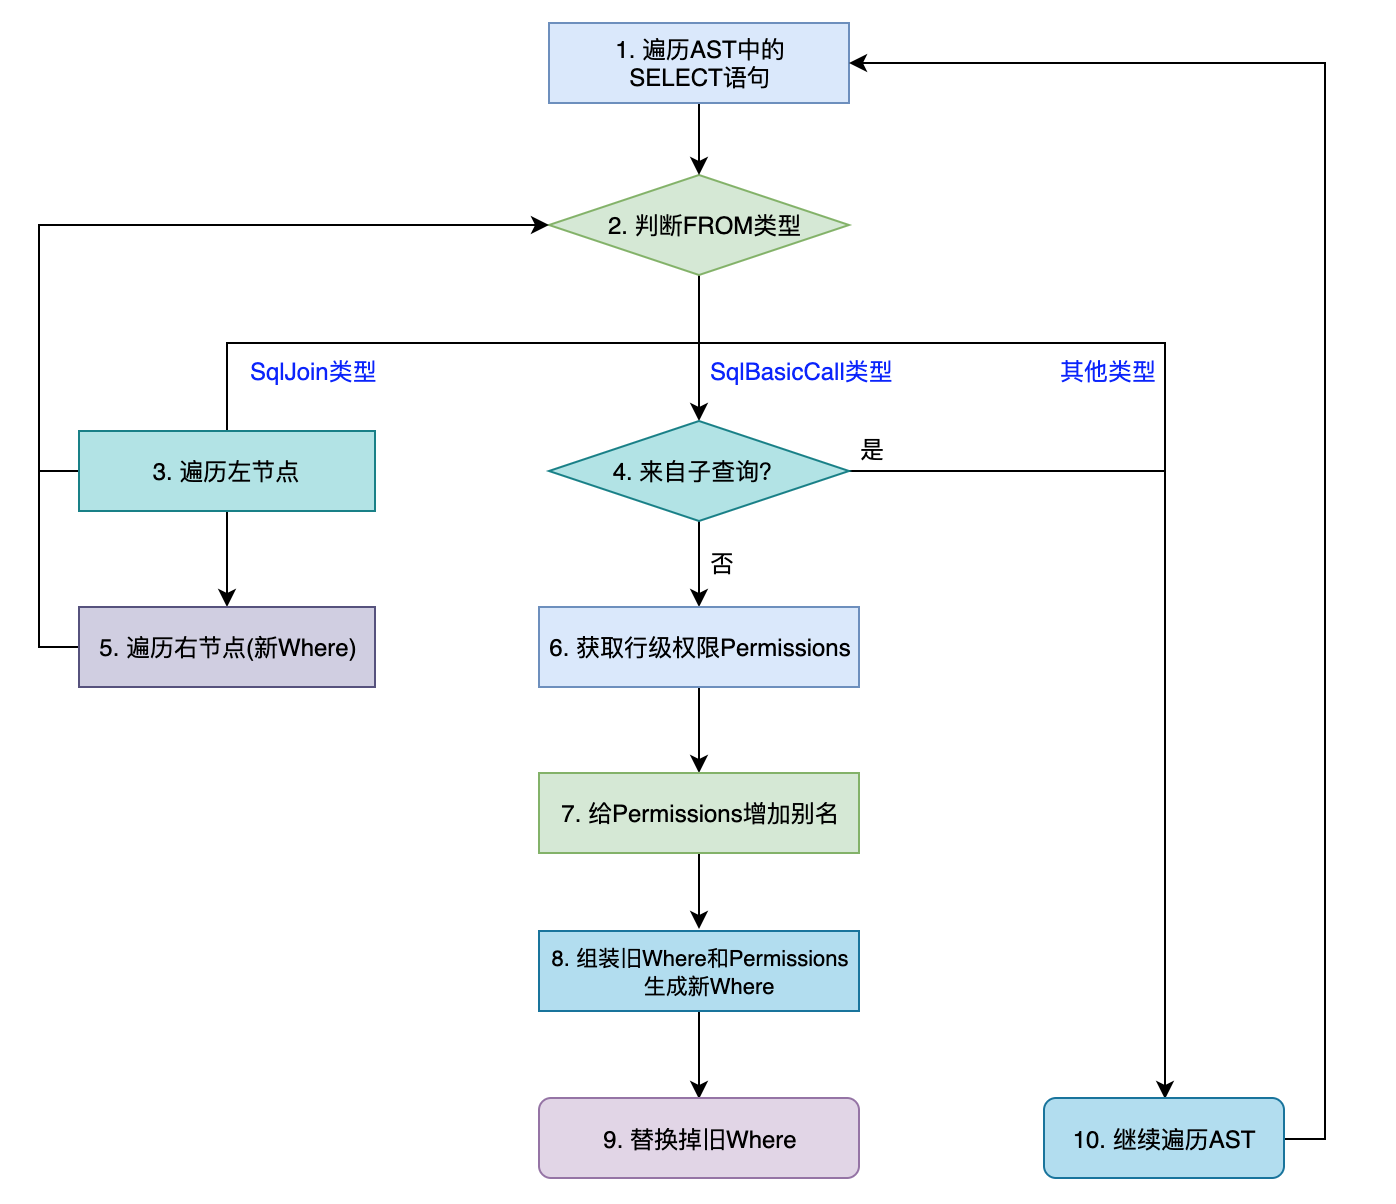 1. 遍历AST中的
SELECT语句
2. 判断FROM类型
SqlJoin类型
SqlBasicCall类型
其他类型
3. 遍历左节点
4. 来自子查询?
是
否
5. 遍历右节点(新Where)
6. 获取行级权限Permissions
7. 给Permissions增加别名
8. 组装旧Where和Permissions
生成新Where
9. 替换掉旧Where
10. 继续遍历AST